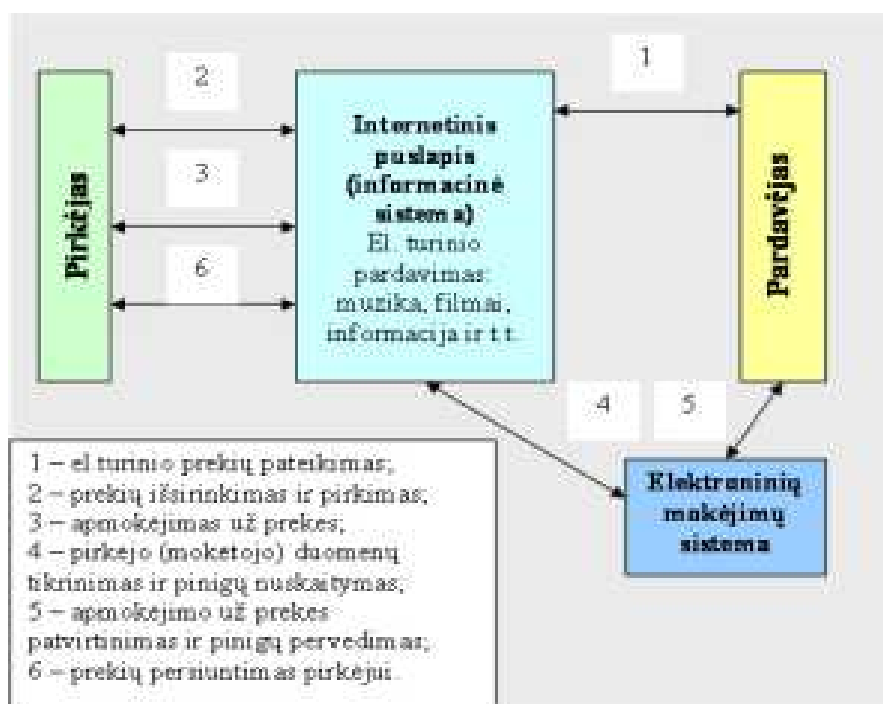 1
2
3
6
4
5
Pirkėjas
Internetinis
puslapis
(informacinė
sistema)
El. turinio
pardavimas:
muzika, filmai,
informacija ir t.t.
Pardavėjas
Elektroninių
mokėjimų
sistema
1 – el.turinio prekių pateikimas;
2 – prekių išsirinkimas ir pirkimas;
3 – apmokėjimas už prekes;
4 – pirkėjo (mokėtojo) duomenų
tikrinimas ir pinigų nuskaitymas;
5 – apmokėjimo už prekes
patvirtinimas ir pinigų pervedimas;
6 – prekių persiuntimas pirkėjui.